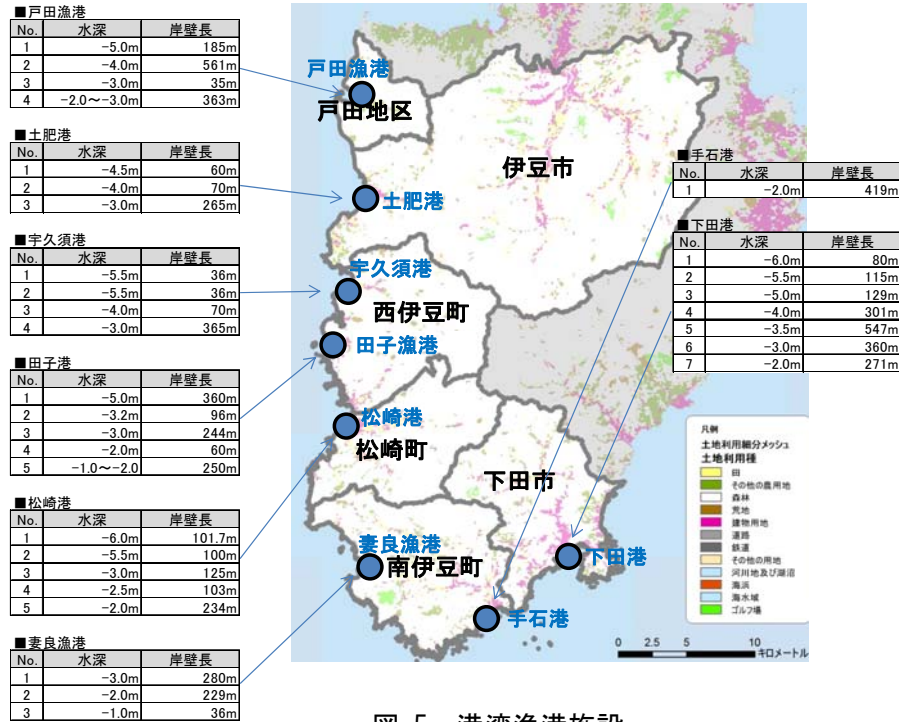 ■戸田漁港
No. 水深 岸壁長
1 -5.0m 185m
2 -4.0m 561m
3 -3.0m 35m
4 -2.0～-3.0m 363m
■土肥港
No. 水深 岸壁長
1 -4.5m 60m
2 -4.0m 70m
3 -3.0m 265m
■宇久須港
No. 水深 岸壁長
1 -5.5m 36m
2 -5.5m 36m
3 -4.0m 70m
4 -3.0m 365m
■田子港
No. 水深 岸壁長
1 -5.0m 360m
2 -3.2m 96m
3 -3.0m 244m
4 -2.0m 60m
5 -1.0～-2.0 250m
■松崎港
No. 水深 岸壁長
1 -6.0m 101.7m
2 -5.5m 100m
3 -3.0m 125m
4 -2.5m 103m
5 -2.0m 234m
■妻良漁港
No. 水深 岸壁長
1 -3.0m 280m
2 -2.0m 229m
3 -1.0m 36m
戸田漁港
戸田地区
伊豆市
土肥港
宇久須港
西伊豆町
田子漁港
松崎港
松崎町
下田市
妻良漁港
南伊豆町
下田港
手石港
■手石港
No. 水深 岸壁長
1 -2.0m 419m
■下田港
No. 水深 岸壁長
1 -6.0m 80m
2 -5.5m 115m
3 -5.0m 129m
4 -4.0m 301m
5 -3.5m 547m
6 -3.0m 360m
7 -2.0m 271m
凡例
土地利用細分メッシュ
土地利用種
田
その他の農用地
森林
荒地
建物用地
道路
鉄道
その他の用地
河川地及び湖沼
海浜
海水域
ゴルフ場
0 2.5 5 10
キロメートル
図 5 港湾漁港施設